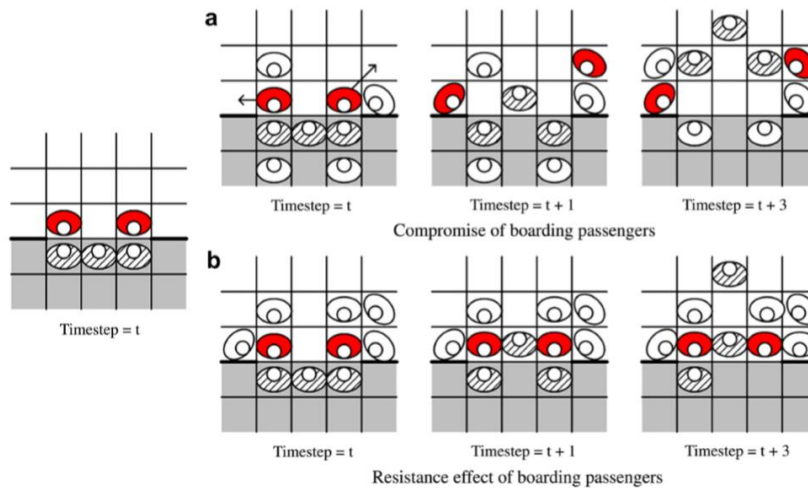 a
Timestep = t
Timestep = t + 1
Timestep = t + 3
Compromise of boarding passengers
Timestep = t
b
Timestep = t
Timestep = t + 1
Timestep = t + 3
Resistance effect of boarding passengers